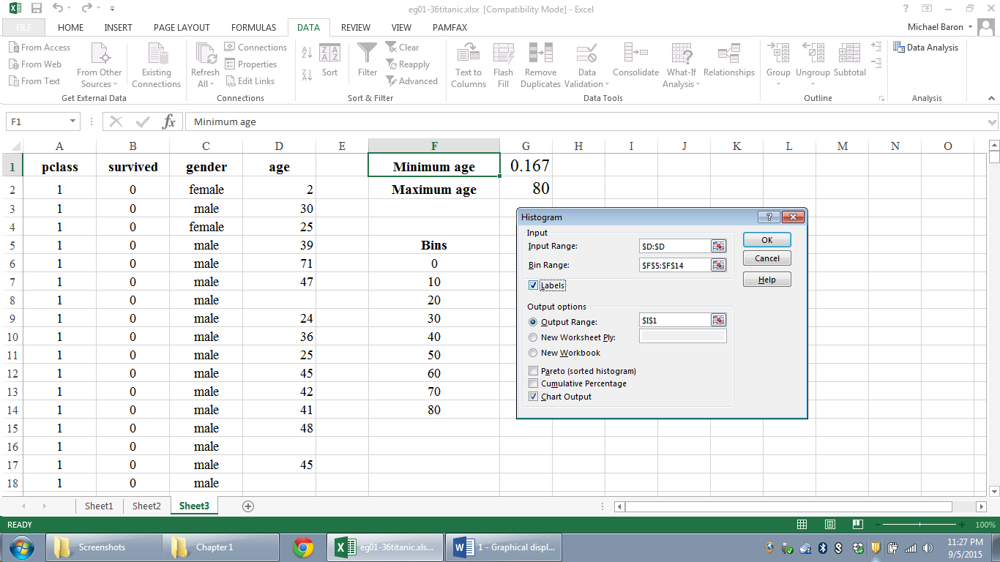 eg01-36titanic.xlsx [Compatibility Mode] - Excel
FILE HOME INSERT PAGE LAYOUT FORMULAS DATA REVIEW VIEW PAMFAX Michael Baron
From Access
From Web
From Text
From Other Sources
Get External Data
Existing Connections
Refresh All
Connections
Properties
Edit Links
Connections
Sort
Filter
Clear
Reapply
Advanced
Sort & Filter
Text to Columns
Flash Fill
Remove Duplicates
Data Validation
Consolidate
What-If Analysis
Relationships
Data Tools
Group
Ungroup
Subtotal
Outline
Data Analysis
Analysis
F1 fx Minimum age
A B C D E F G H I J K L M N O
1 pclass survived gender age Minimum age 0.167
2 1 0 female 2 Maximum age 80
3 1 0 male 30
4 1 0 female 25
5 1 0 male 39 Bins
6 1 0 male 71 0
7 1 0 male 47 10
8 1 0 male 20
9 1 0 male 24 30
10 1 0 male 36 40
11 1 0 male 25 50
12 1 0 male 45 60
13 1 0 male 42 70
14 1 0 male 41 80
15 1 0 male 48
16 1 0 male
17 1 0 male 45
18 1 0 male
Histogram
Input
Input Range: $D:$D
Bin Range: $F$5:$F$14
Labels
OK
Cancel
Help
Output options
Output Range: $I$1
New Worksheet Ply:
New Workbook
Pareto (sorted histogram)
Cumulative Percentage
Chart Output
Sheet1 Sheet2 Sheet3
READY 100%
Screenshots
Chapter 1
eg01-36titanic.xls...
1 - Graphical displ...
11:27 PM
9/5/2015